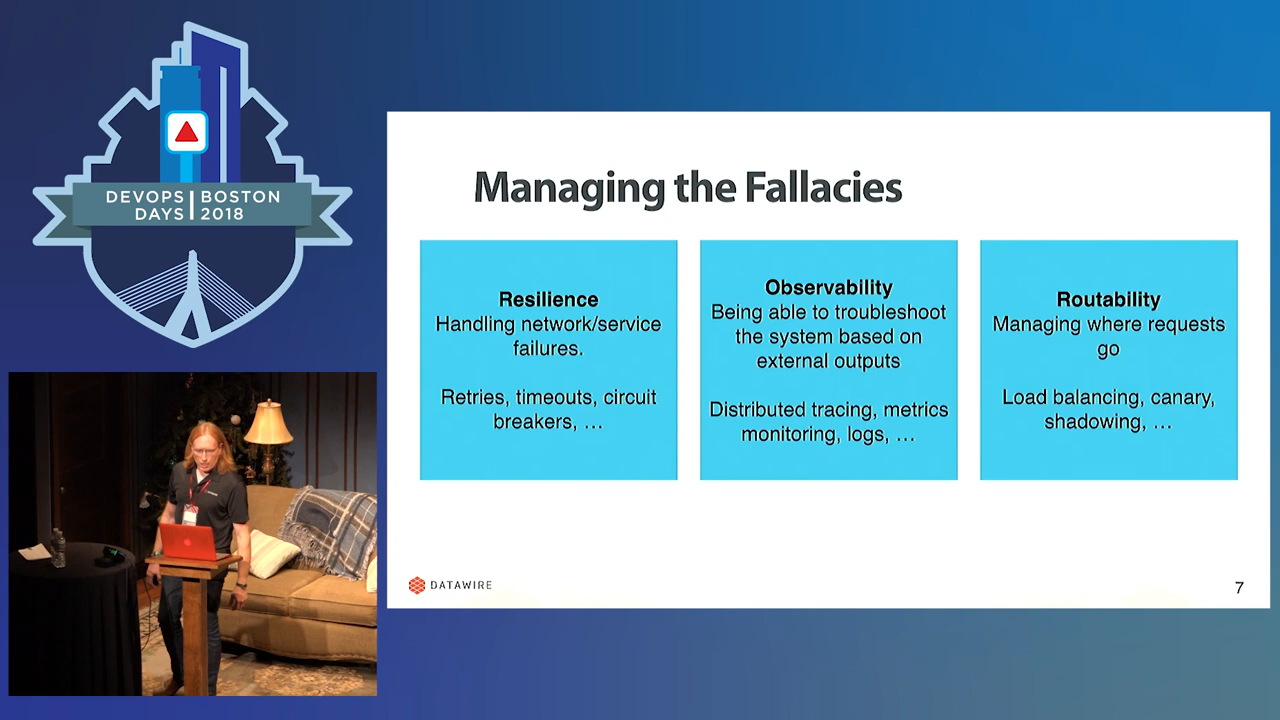 DEVOPS BOSTON
DAYS 2018
Managing the Fallacies
Resilience
Handling network/service
failures.
Retries, timeouts, circuit
breakers, …
Observability
Being able to troubleshoot
the system based on
external outputs
Distributed tracing, metrics
monitoring, logs, …
Routability
Managing where requests
go
Load balancing, canary,
shadowing, …
DATAWIRE
7